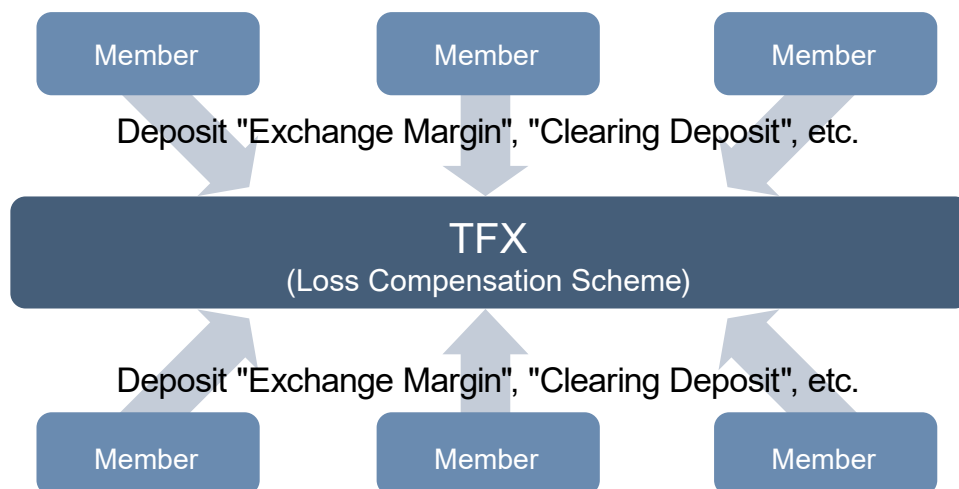 Member
Member
Member
Deposit "Exchange Margin", "Clearing Deposit", etc.
TFX
(Loss Compensation Scheme)
Deposit "Exchange Margin", "Clearing Deposit", etc.
Member
Member
Member